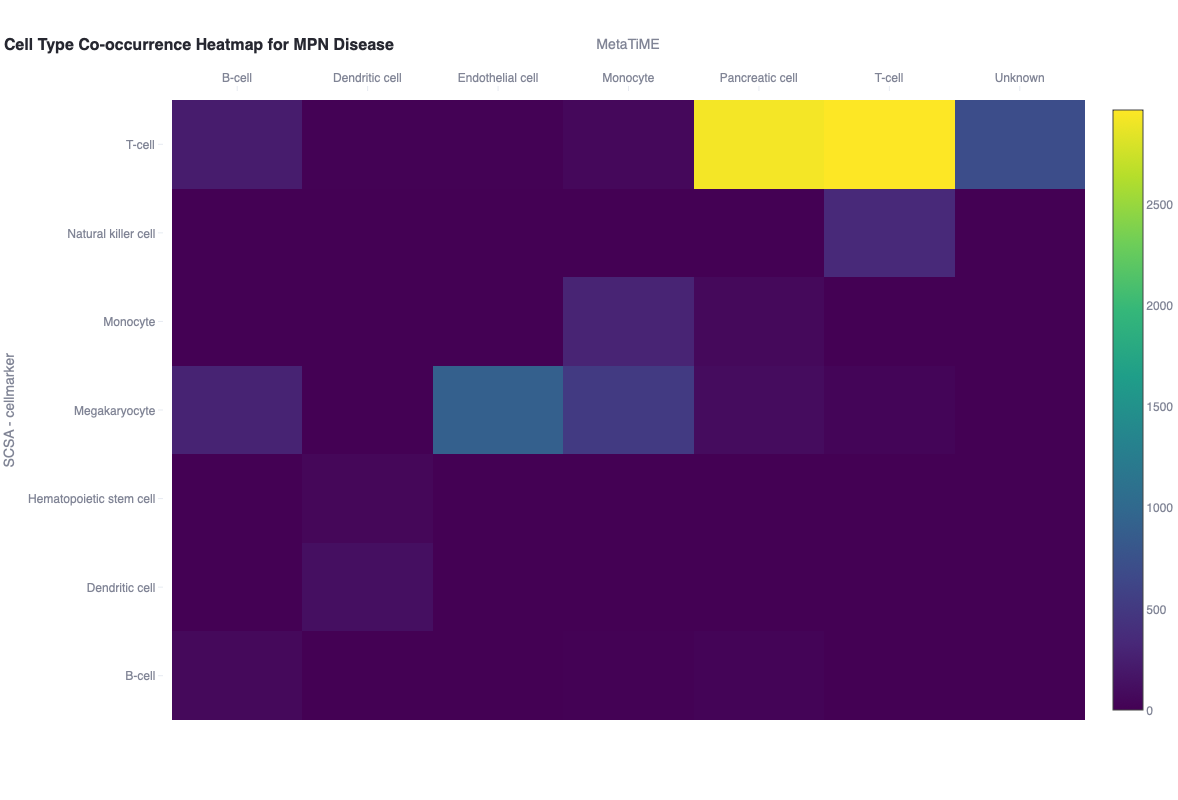 Cell Type Co-occurrence Heatmap for MPN Disease
MetaTiME
B-cell Dendritic cell Endothelial cell Monocyte Pancreatic cell T-cell Unknown
T-cell
Natural killer cell
Monocyte
Megakaryocyte
Hematopoietic stem cell
Dendritic cell
B-cell
SCSA - cellmarker
2500
2000
1500
1000
500
0